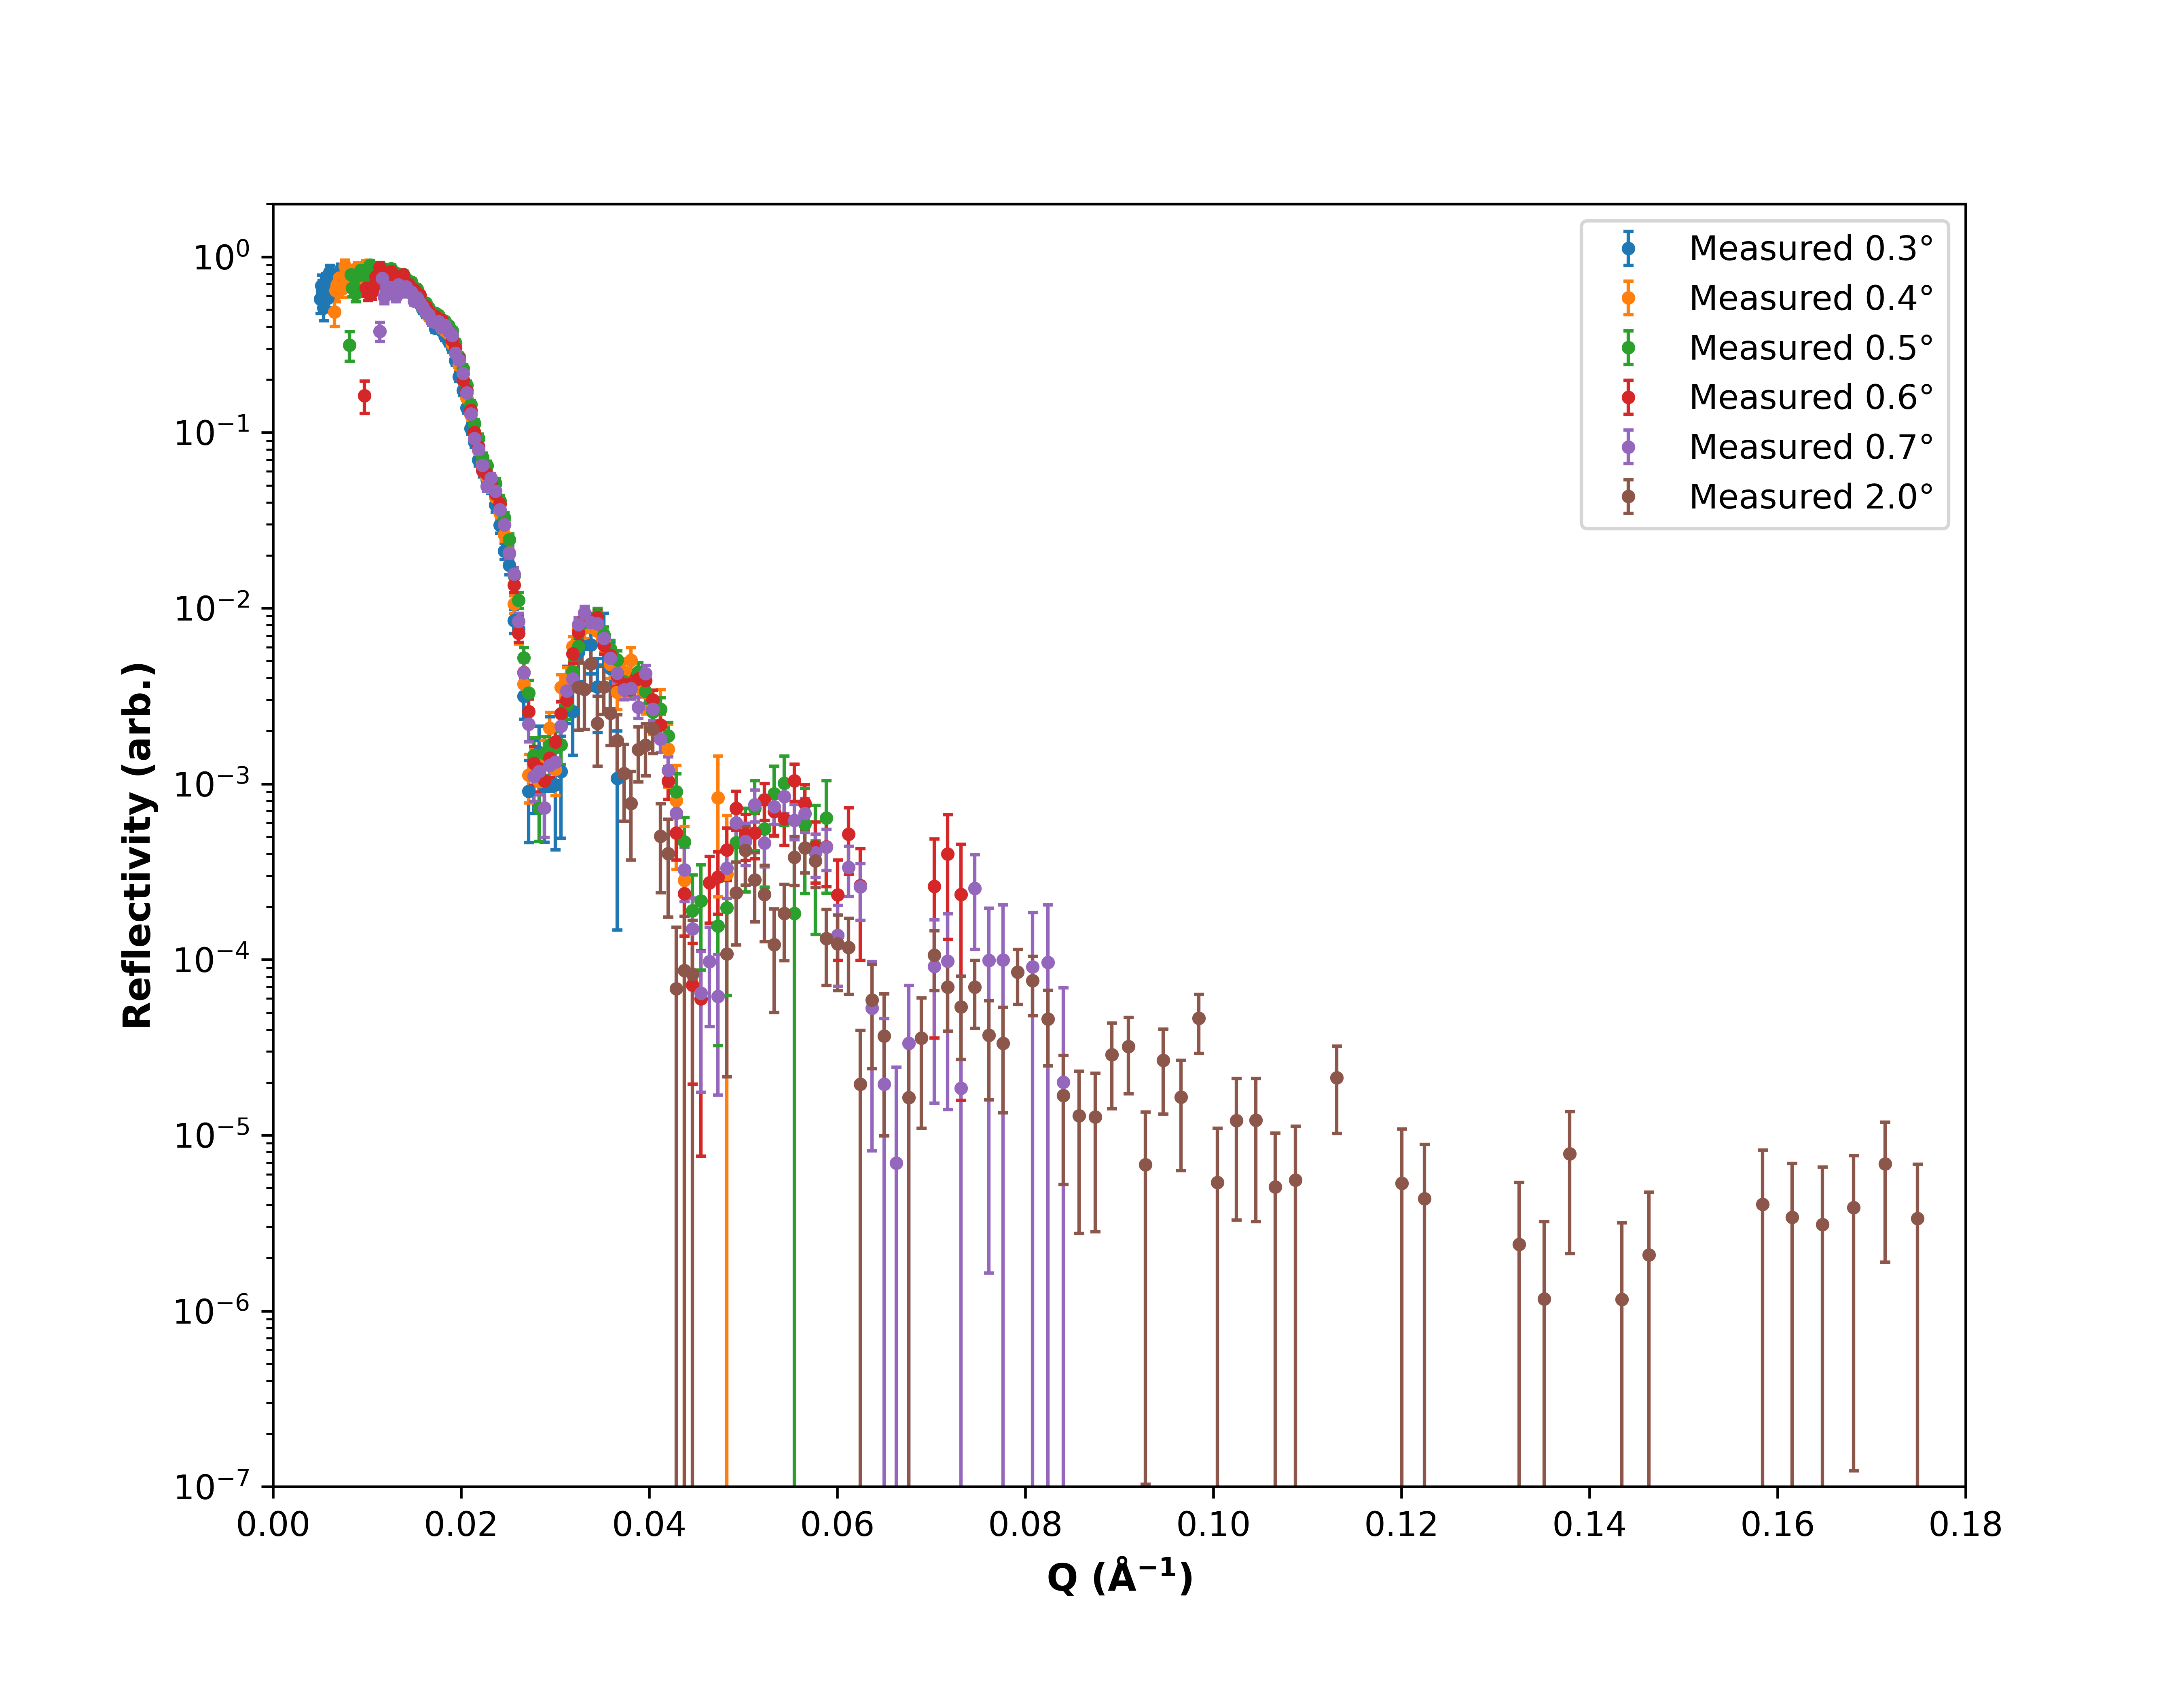 10⁰
10⁻¹
10⁻²
10⁻³
10⁻⁴
10⁻⁵
10⁻⁶
10⁻⁷
Reflectivity (arb.)
Measured 0.3°
Measured 0.4°
Measured 0.5°
Measured 0.6°
Measured 0.7°
Measured 2.0°
0.00 0.02 0.04 0.06 0.08 0.10 0.12 0.14 0.16 0.18
Q (Å⁻¹)